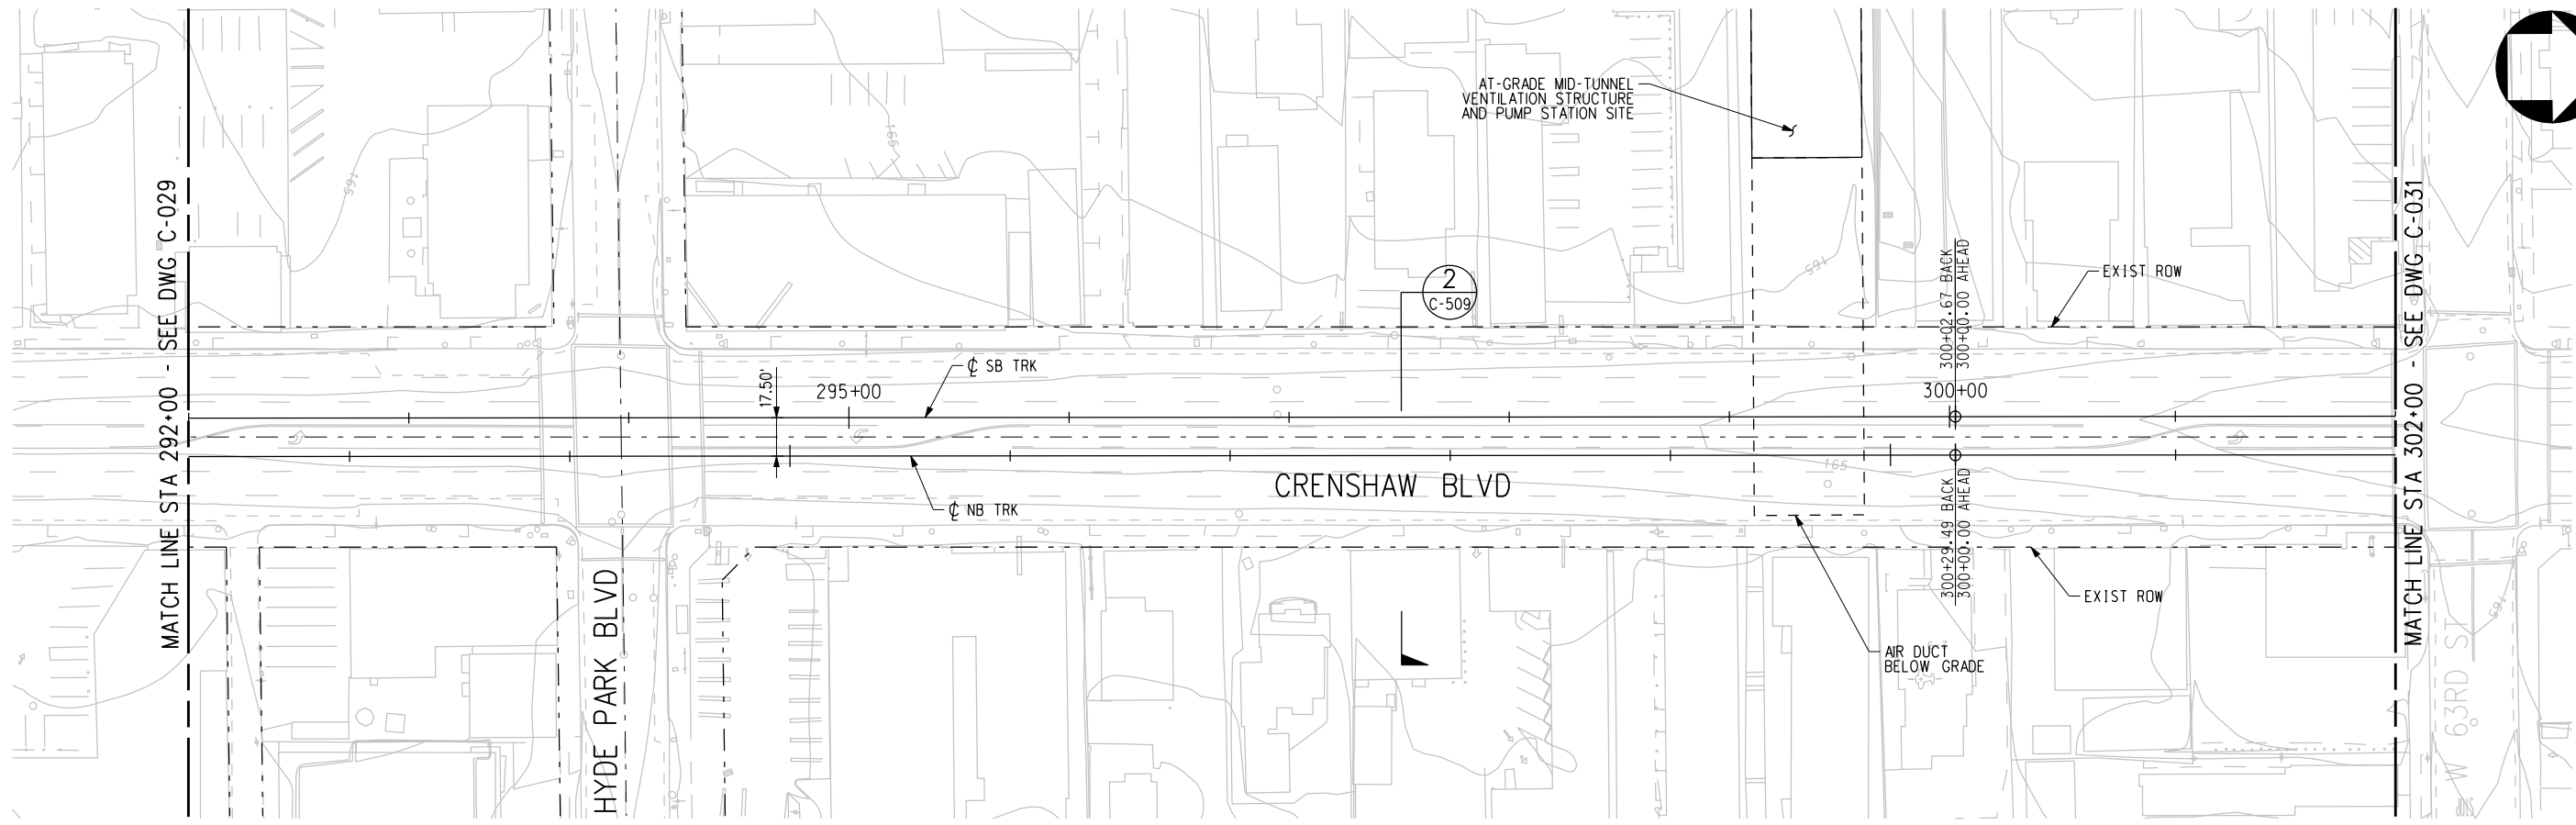 MATCH LINE STA 292+00 - SEE DWG C-029
165
165
AT-GRADE MID-TUNNEL
VENTILATION STRUCTURE
AND PUMP STATION SITE
2
C-509
165
300+02.67 BACK
300+00.00 AHEAD
EXIST ROW
℄ SB TRK
17.50'
295+00
300+00
CRENSHAW BLVD
165
℄ NB TRK
300+29.49 BACK
300+00.00 AHEAD
EXIST ROW
AIR DUCT
BELOW GRADE
HYDE PARK BLVD
MATCH LINE STA 302+00 - SEE DWG C-031
165
63RD ST